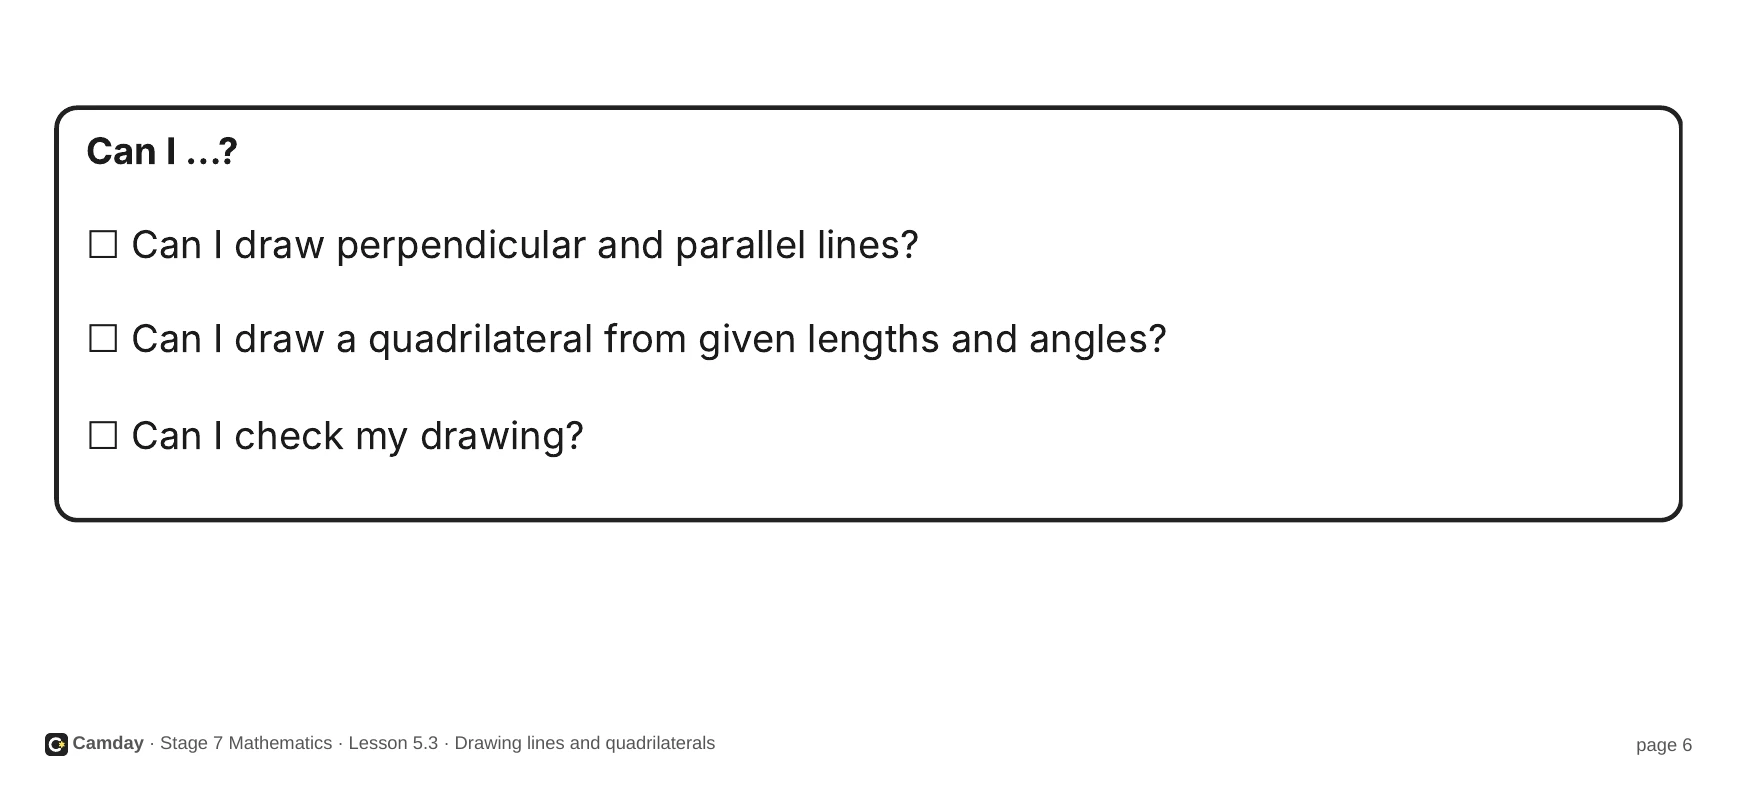 Can I …?
☐ Can I draw perpendicular and parallel lines?
☐ Can I draw a quadrilateral from given lengths and angles?
☐ Can I check my drawing?
Camday · Stage 7 Mathematics · Lesson 5.3 · Drawing lines and quadrilaterals
page 6